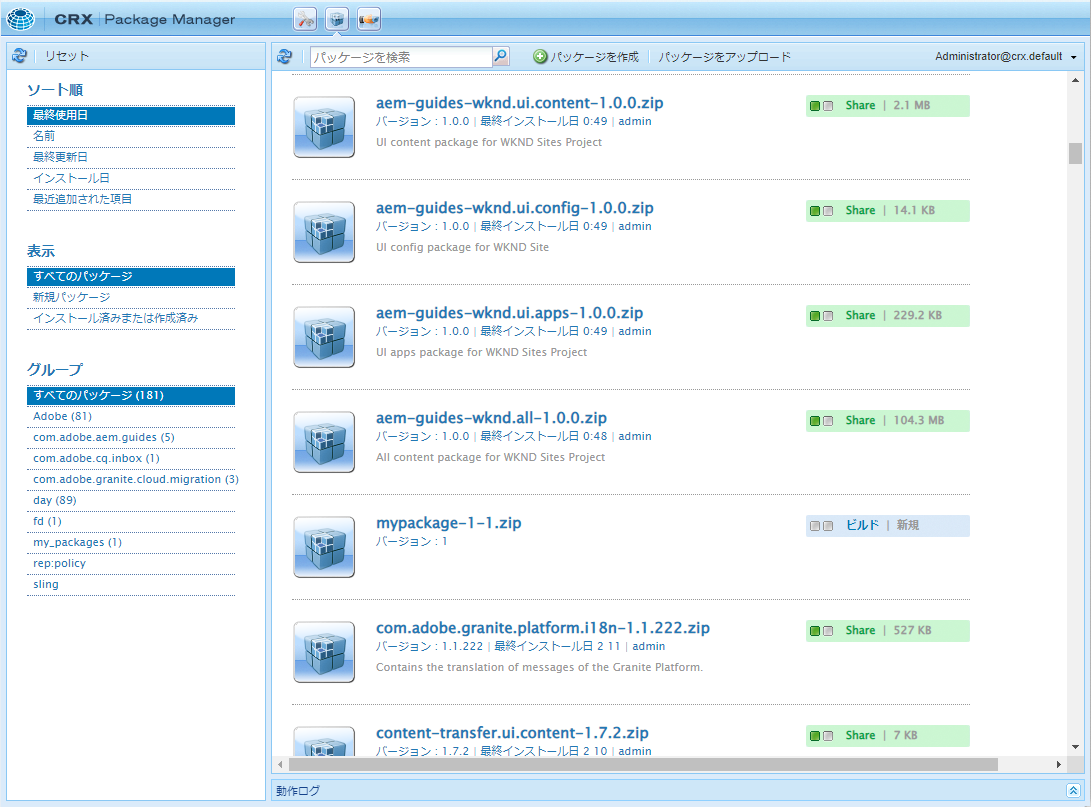 CRX | Package Manager
リセット
ソート順
最終使用日
名前
最終更新日
インストール日
最近追加された項目
表示
すべてのパッケージ
新規パッケージ
インストール済みまたは作成済み
グループ
すべてのパッケージ (181)
Adobe (81)
com.adobe.aem.guides (5)
com.adobe.cq.inbox (1)
com.adobe.granite.cloud.migration (3)
day (89)
fd (1)
my_packages (1)
rep:policy
sling
パッケージを検索
パッケージを作成
パッケージをアップロード
Administrator@crx.default
aem-guides-wknd.ui.content-1.0.0.zip
バージョン : 1.0.0 | 最終インストール日 0:49 | admin
UI content package for WKND Sites Project
Share | 2.1 MB
aem-guides-wknd.ui.config-1.0.0.zip
バージョン : 1.0.0 | 最終インストール日 0:49 | admin
UI config package for WKND Site
Share | 14.1 KB
aem-guides-wknd.ui.apps-1.0.0.zip
バージョン : 1.0.0 | 最終インストール日 0:49 | admin
UI apps package for WKND Sites Project
Share | 229.2 KB
aem-guides-wknd.all-1.0.0.zip
バージョン : 1.0.0 | 最終インストール日 0:48 | admin
All content package for WKND Sites Project
Share | 104.3 MB
mypackage-1-1.zip
バージョン : 1
ビルド | 新規
com.adobe.granite.platform.i18n-1.1.222.zip
バージョン : 1.1.222 | 最終インストール日 2 11 | admin
Contains the translation of messages of the Granite Platform.
Share | 527 KB
content-transfer.ui.content-1.7.2.zip
バージョン : 1.7.2 | 最終インストール日 2 10 | admin
Share | 7 KB
動作ログ